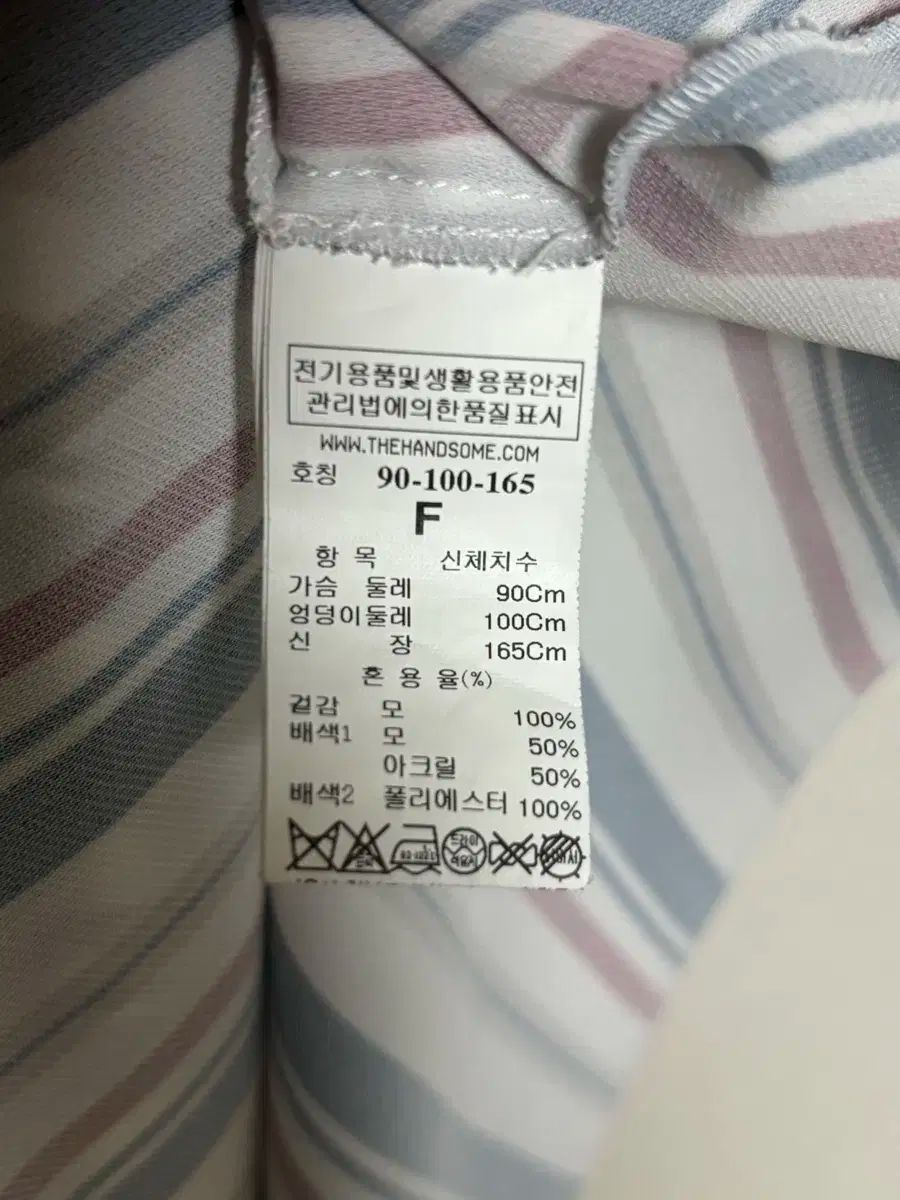 전기용품및생활용품안전
관리법에의한품질표시
WWW.THEHANDSOME.COM
호칭 90-100-165
F
항 목 신체치수
가슴 둘레 90Cm
엉덩이둘레 100Cm
신 장 165Cm
혼 용 율(%)
겉감 모 100%
배색1 모 50%
아크릴 50%
배색2 폴리에스터 100%
드라이